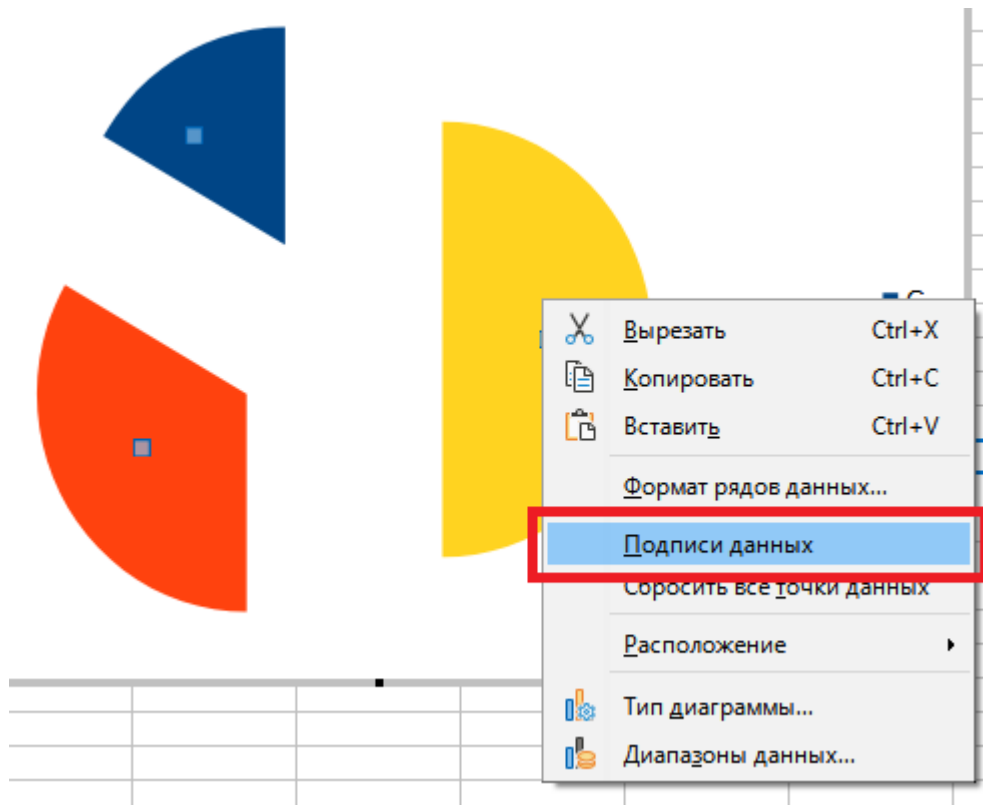 Вырезать Ctrl+X
Копировать Ctrl+C
Вставить Ctrl+V
Формат рядов данных...
Подписи данных
Сбросить все точки данных
Расположение
Тип диаграммы...
Диапазоны данных...